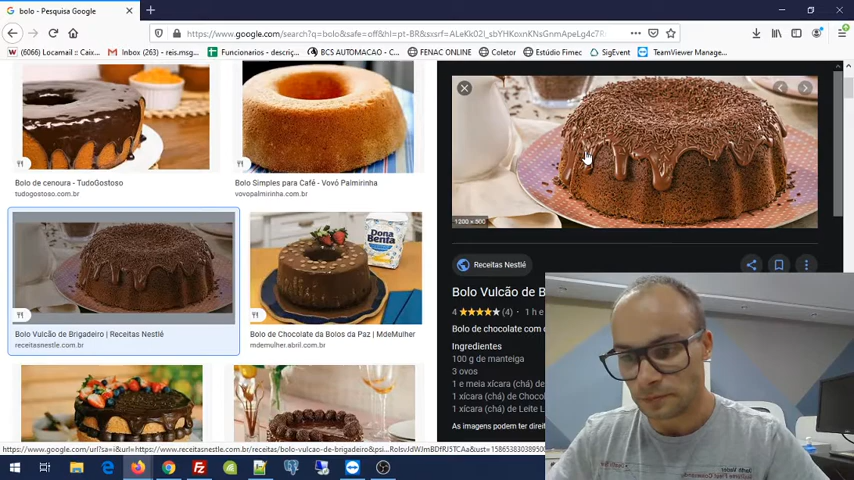 bolo - Pesquisa Google
https://www.google.com/search?q=bolo&safe=off&hl=pt-BR&sxsrf=
(6066) Locamail :: Caix...
Inbox (263) - reis.msg...
Funcionarios - descriç...
BCS AUTOMACAO - C...
FENAC ONLINE
Coletor
Estúdio Fimec
SigEvent
TeamViewer Manage...
Bolo de cenoura - TudoGostoso
tudogostoso.com.br
Bolo Simples para Café - Vovó Palmirinha
vovopalmirinha.com.br
Dona
Benta
Bolo Vulcão de Brigadeiro | Receitas Nestlé
receitasnestle.com.br
Bolo de Chocolate da Bolos da Paz | MdeMulher
mdemulher.abril.com.br
1200 × 500
Receitas Nestlé
Bolo Vulcão de B
4 ★★★★★ (4) · 1 h e
Bolo de chocolate com
Ingredientes
100 g de manteiga
3 ovos
1 e meia xícara (chá) de
1 xícara (chá) de Choco
1 xícara (chá) de Leite L
As imagens podem ter direit
https://www.google.com/url?sa=i&url=https://www.receitasnestle.com.br/receitas/bolo-vulcao-de-brigadeiro&psi